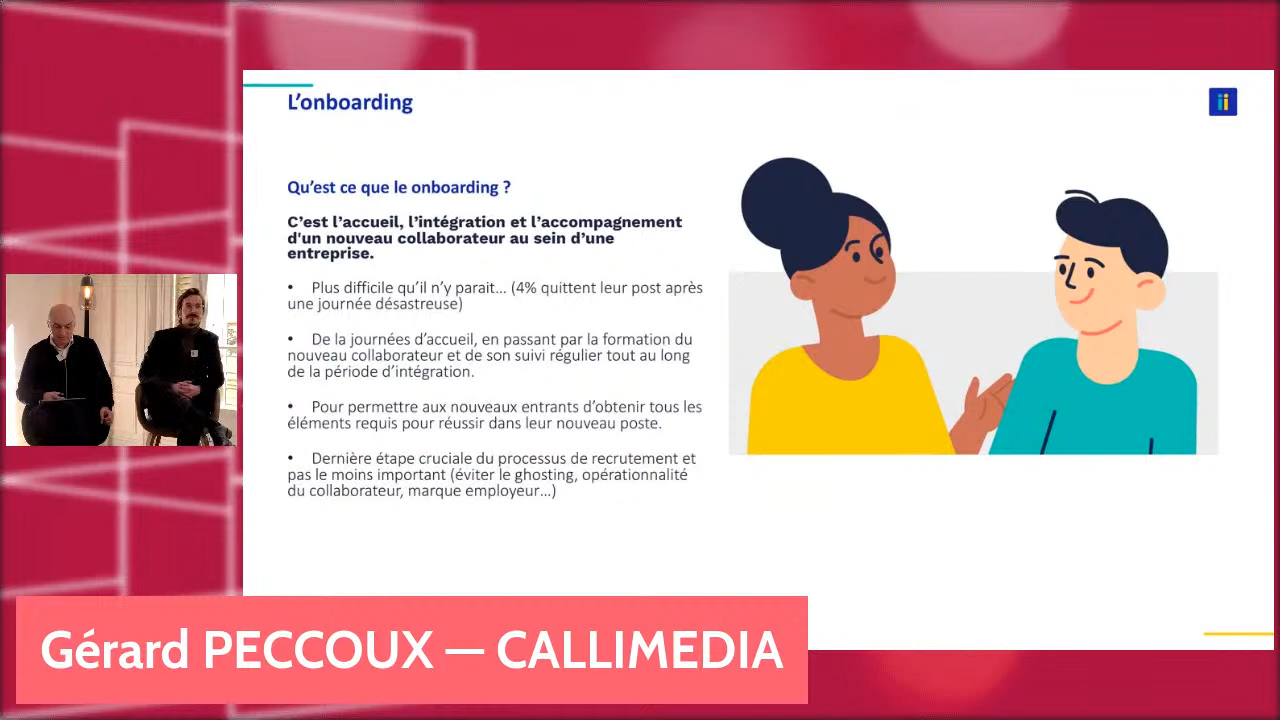 L’onboarding
Qu’est ce que le onboarding ?
C’est l’accueil, l’intégration et l’accompagnement
d'un nouveau collaborateur au sein d’une
entreprise.
• Plus difficile qu’il n’y parait… (4% quittent leur post après
une journée désastreuse)
• De la journées d’accueil, en passant par la formation du
nouveau collaborateur et de son suivi régulier tout au long
de la période d’intégration.
• Pour permettre aux nouveaux entrants d’obtenir tous les
éléments requis pour réussir dans leur nouveau poste.
• Dernière étape cruciale du processus de recrutement et
pas le moins important (éviter le ghosting, opérationnalité
du collaborateur, marque employeur…)
Gérard PECCOUX — CALLIMEDIA